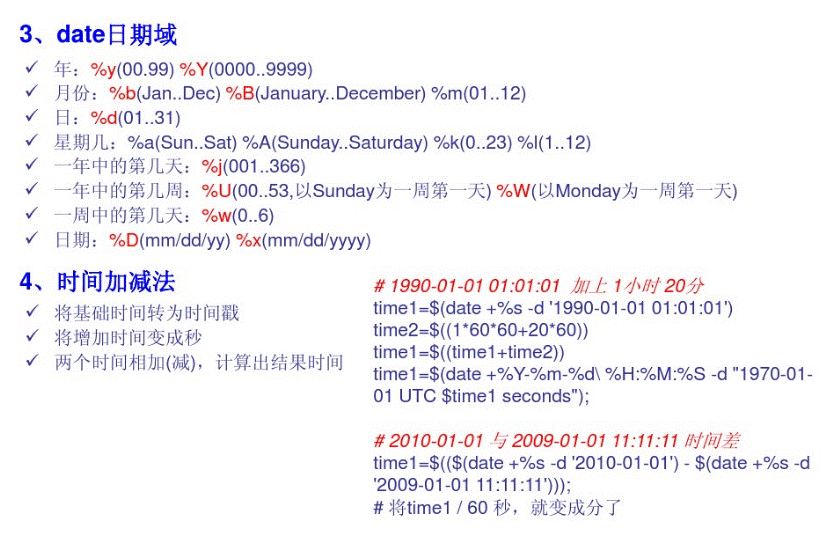 3、date日期域
✓ 年：%y(00.99) %Y(0000..9999)
✓ 月份：%b(Jan..Dec) %B(January..December) %m(01..12)
✓ 日：%d(01..31)
✓ 星期几：%a(Sun..Sat) %A(Sunday..Saturday) %k(0..23) %l(1..12)
✓ 一年中的第几天：%j(001..366)
✓ 一年中的第几周：%U(00..53,以Sunday为一周第一天) %W(以Monday为一周第一天)
✓ 一周中的第几天：%w(0..6)
✓ 日期：%D(mm/dd/yy) %x(mm/dd/yyyy)
4、时间加减法
✓ 将基础时间转为时间戳
✓ 将增加时间变成秒
✓ 两个时间相加(减)，计算出结果时间
# 1990-01-01 01:01:01 加上 1小时 20分
time1=$(date +%s -d '1990-01-01 01:01:01')
time2=$((1*60*60+20*60))
time1=$((time1+time2))
time1=$(date +%Y-%m-%d\ %H:%M:%S -d "1970-01-
01 UTC $time1 seconds");
# 2010-01-01 与 2009-01-01 11:11:11 时间差
time1=$(($(date +%s -d '2010-01-01') - $(date +%s -d
'2009-01-01 11:11:11')));
# 将time1 / 60 秒，就变成分了